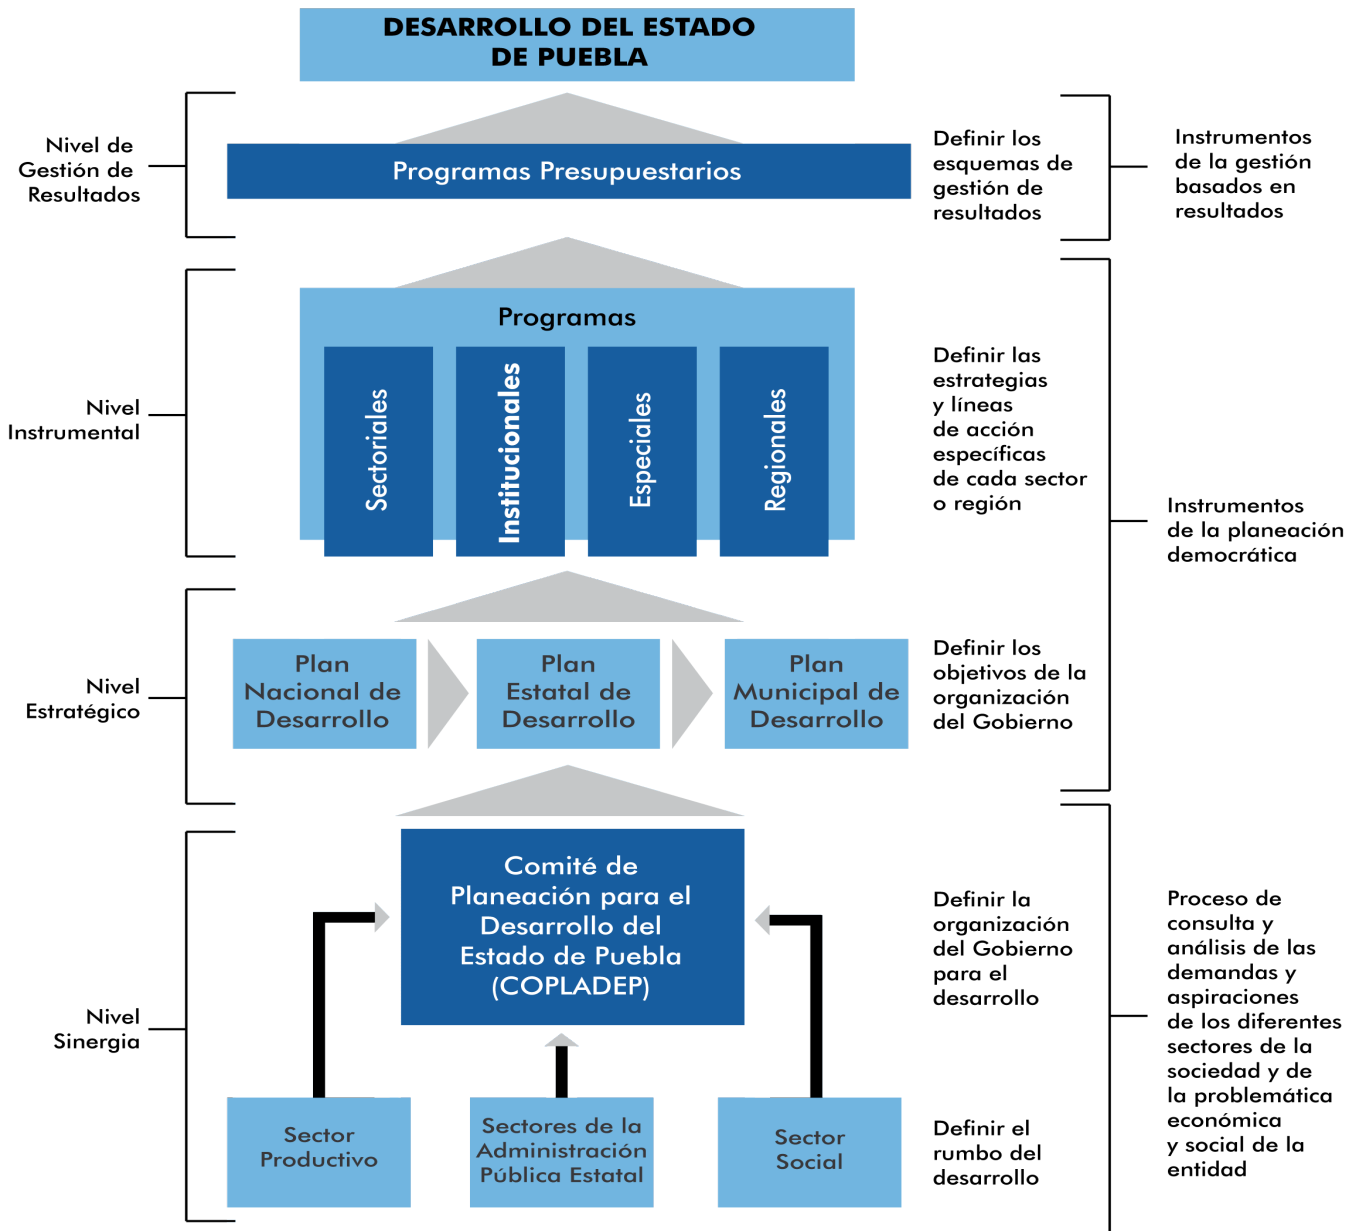 DESARROLLO DEL ESTADO
DE PUEBLA
Nivel de
Gestión de
Resultados
Programas Presupuestarios
Definir los
esquemas de
gestión de
resultados
Instrumentos
de la gestión
basados en
resultados
Nivel
Instrumental
Programas
Sectoriales
Institucionales
Especiales
Regionales
Definir las
estrategias
y líneas
de acción
específicas
de cada sector
o región
Instrumentos
de la planeación
democrática
Nivel
Estratégico
Plan
Nacional de
Desarrollo
Plan
Estatal de
Desarrollo
Plan
Municipal de
Desarrollo
Definir los
objetivos de la
organización
del Gobierno
Nivel
Sinergia
Comité de
Planeación para el
Desarrollo del
Estado de Puebla
(COPLADEP)
Definir la
organización
del Gobierno
para el
desarrollo
Sector
Productivo
Sectores de la
Administración
Pública Estatal
Sector
Social
Definir el
rumbo del
desarrollo
Proceso de
consulta y
análisis de las
demandas y
aspiraciones
de los diferentes
sectores de la
sociedad y de
la problemática
económica
y social de la
entidad